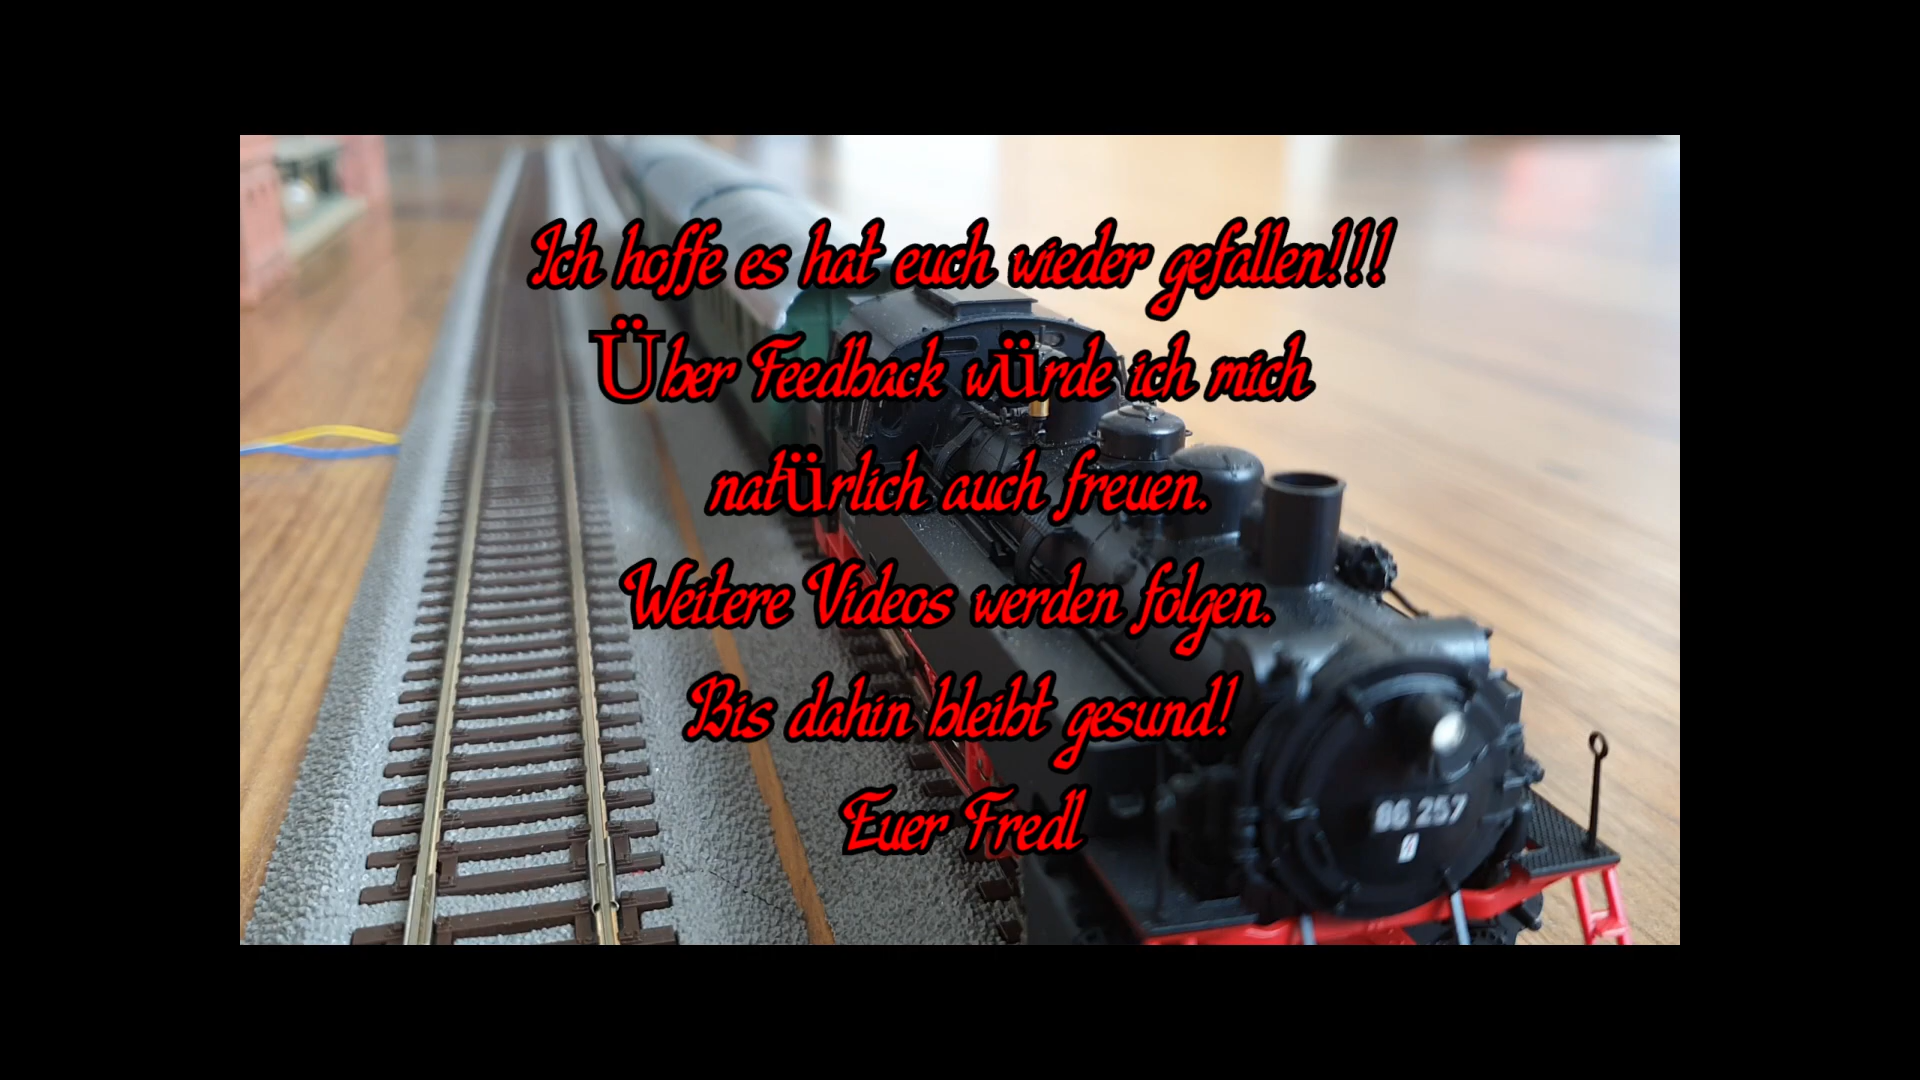 Ich hoffe es hat euch wieder gefallen!!!
Über Feedback würde ich mich
natürlich auch freuen.
Weitere Videos werden folgen.
Bis dahin bleibt gesund!
Euer Fredl
86 257